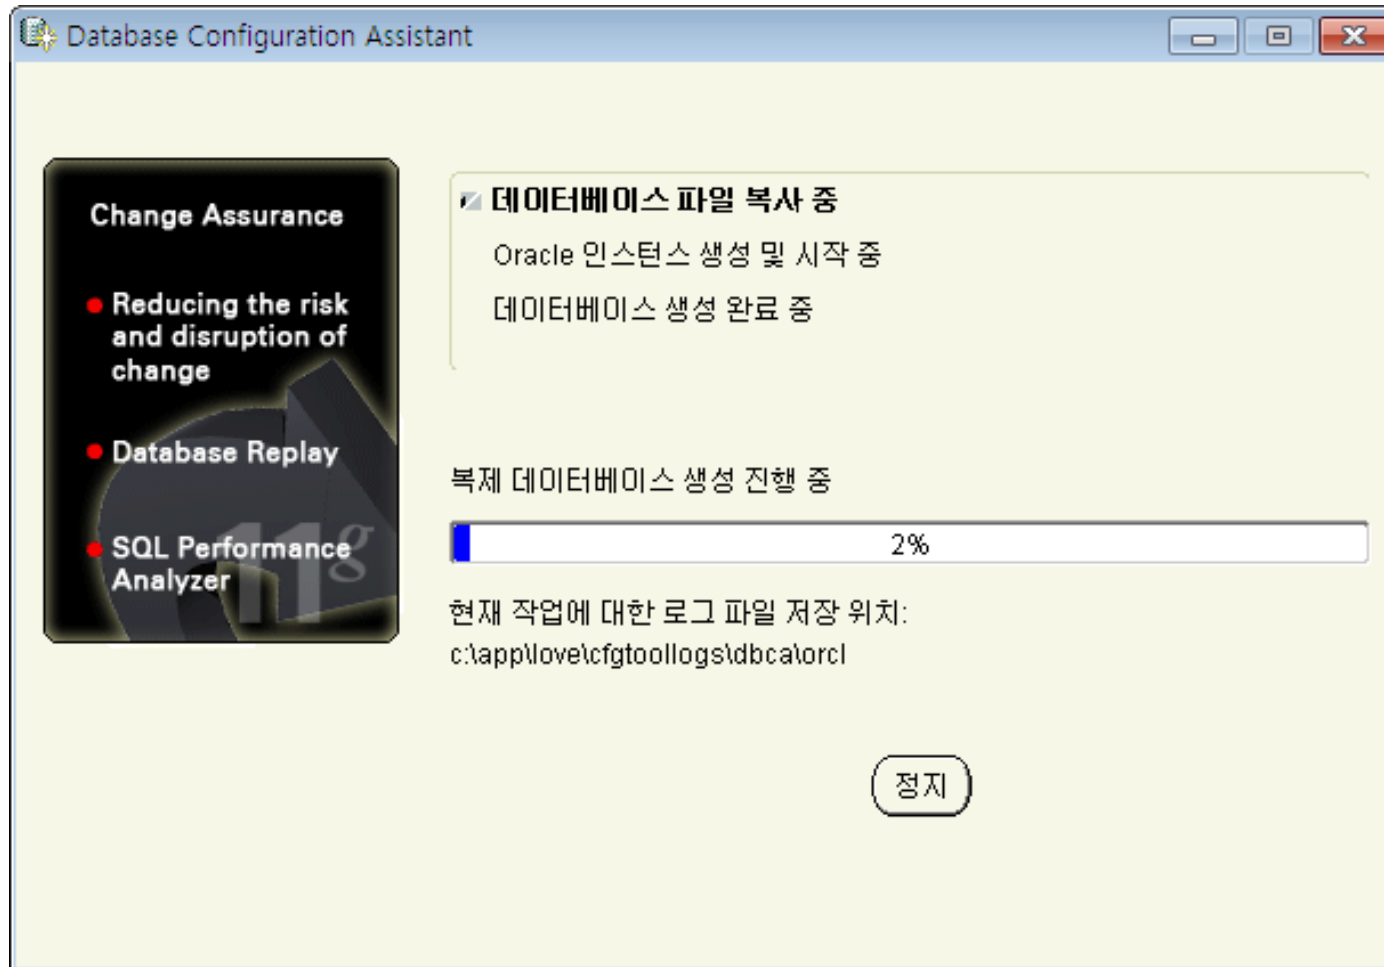 Database Configuration Assistant
Change Assurance
Reducing the risk
and disruption of
change
Database Replay
SQL Performance
Analyzer
11g
데이터베이스 파일 복사 중
Oracle 인스턴스 생성 및 시작 중
데이터베이스 생성 완료 중
복제 데이터베이스 생성 진행 중
2%
현재 작업에 대한 로그 파일 저장 위치:
c:\app\love\cfgtoollogs\dbca\orcl
정지